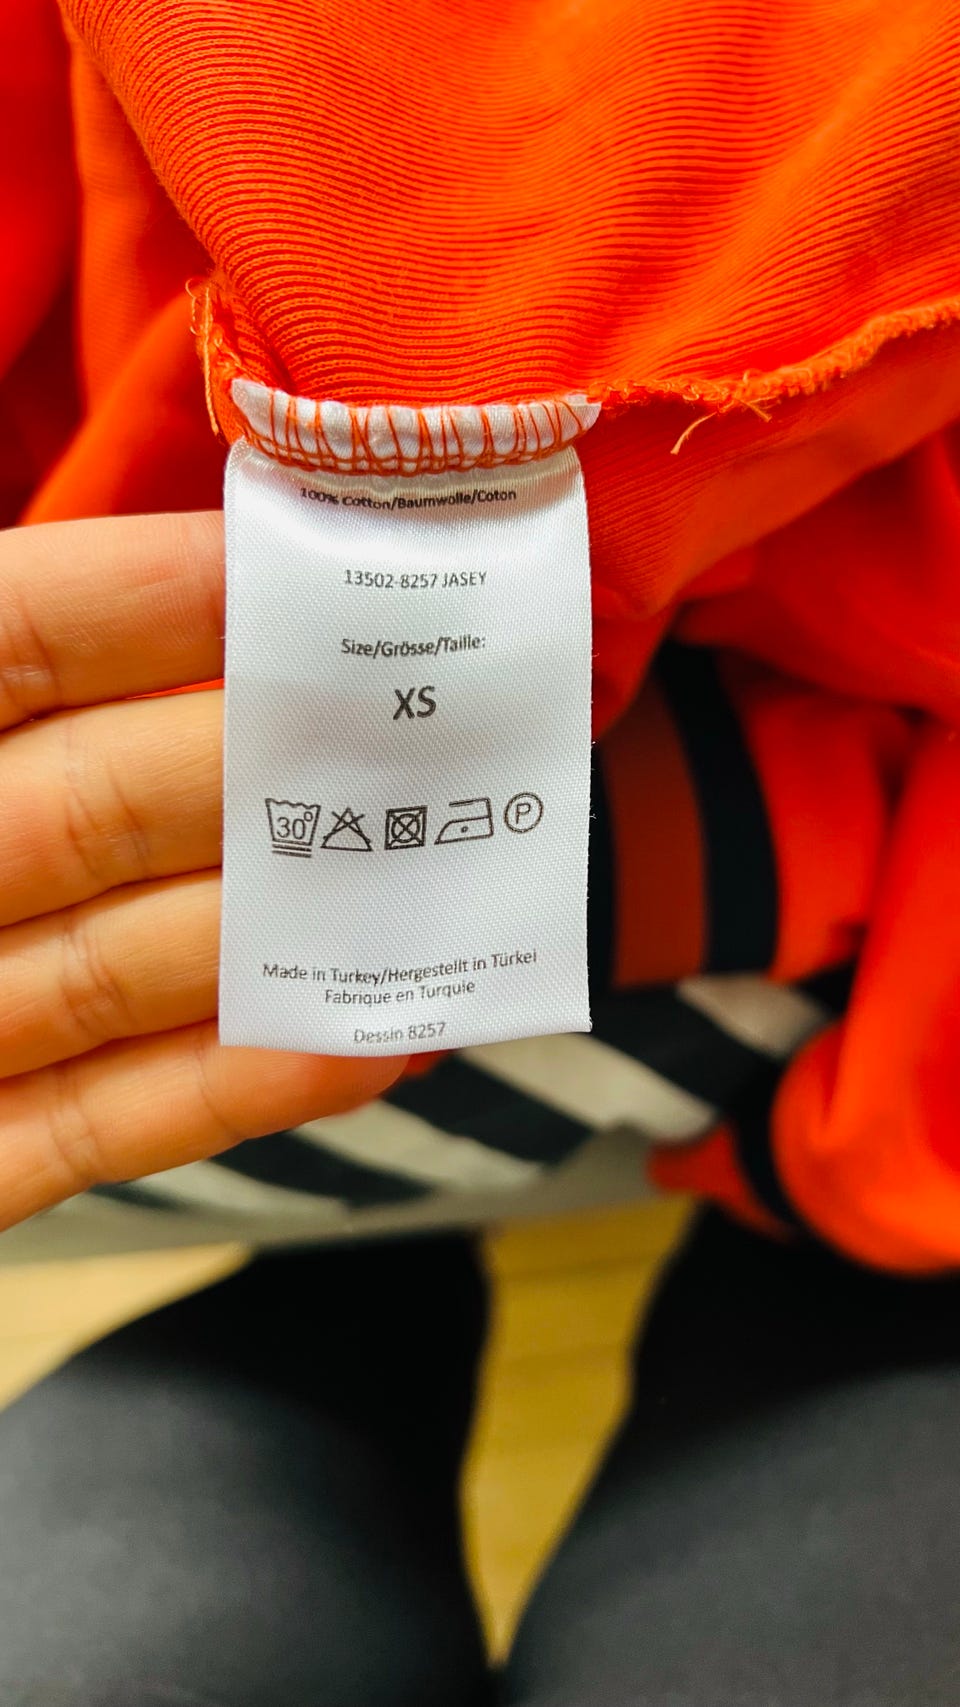 100% Cotton/Baumwolle/Coton
13502-8257 JASEY
Size/Grösse/Taille:
XS
30° P
Made in Turkey/Hergestellt in Türkei
Fabrique en Turquie
Dessin 8257